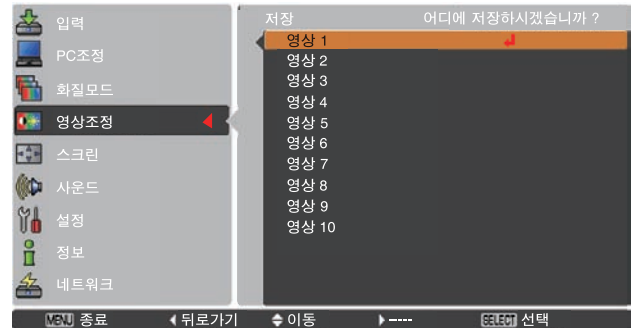 입력
PC조정
화질모드
영상조정
스크린
사운드
설정
정보
네트워크
저장 어디에 저장하시겠습니까 ?
영상 1
영상 2
영상 3
영상 4
영상 5
영상 6
영상 7
영상 8
영상 9
영상 10
MENU 종료 뒤로가기 이동 ----- SELECT 선택